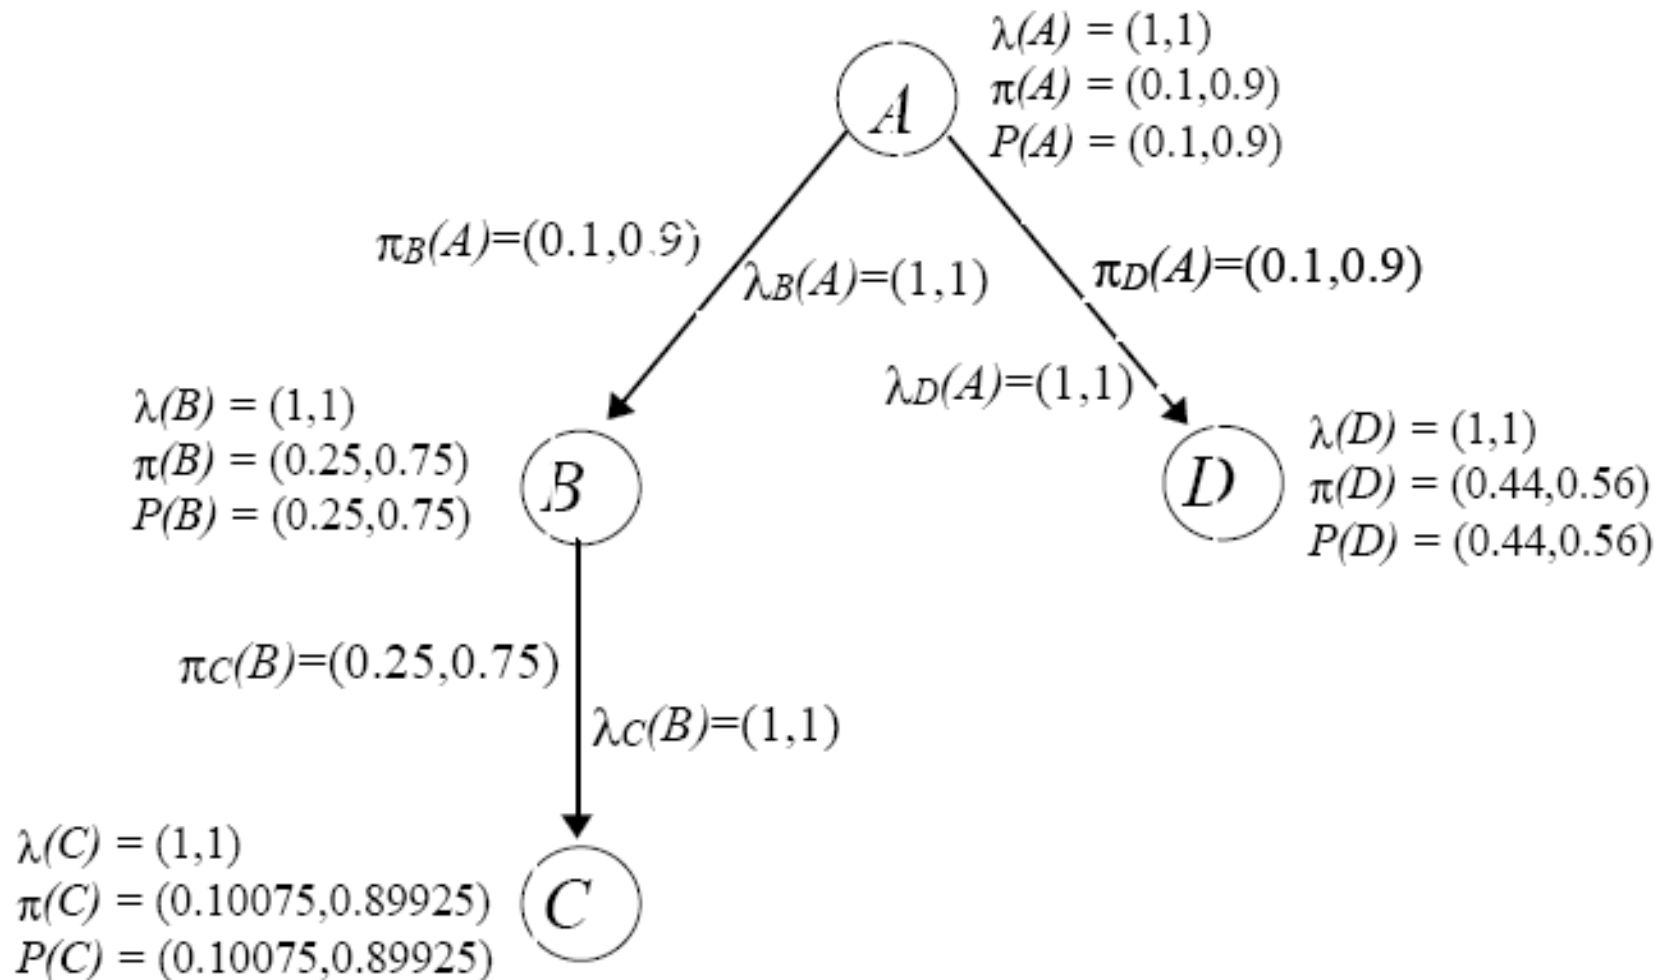 λ(A) = (1,1)
π(A) = (0.1,0.9)
P(A) = (0.1,0.9)
A
πB(A)=(0.1,0.9)
λB(A)=(1,1)
πD(A)=(0.1,0.9)
λD(A)=(1,1)
λ(B) = (1,1)
π(B) = (0.25,0.75)
P(B) = (0.25,0.75)
B
D
λ(D) = (1,1)
π(D) = (0.44,0.56)
P(D) = (0.44,0.56)
πC(B)=(0.25,0.75)
λC(B)=(1,1)
λ(C) = (1,1)
π(C) = (0.10075,0.89925)
P(C) = (0.10075,0.89925)
C